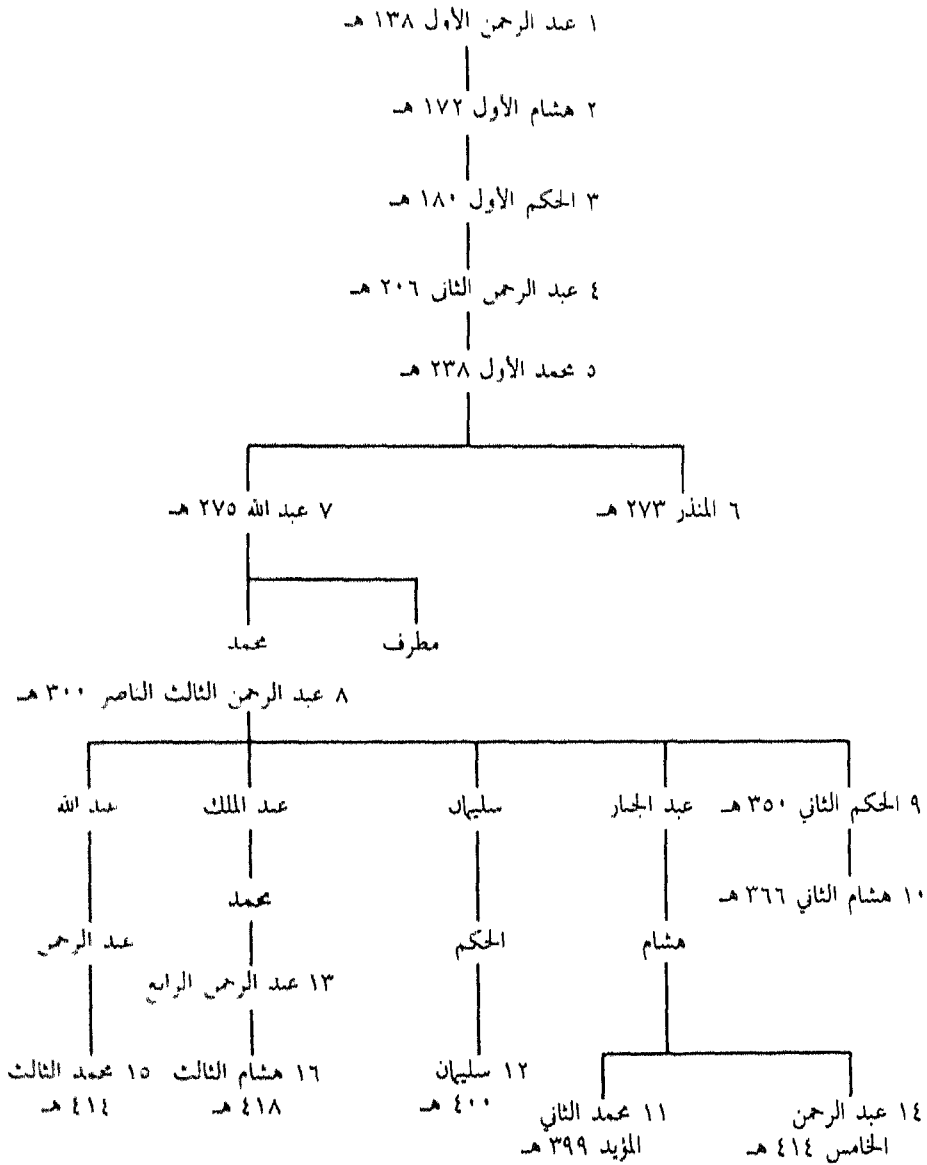 ١ عبد الرحمن الأول ١٣٨ هـ
٢ هشام الأول ١٧٢ هـ
٣ الحكم الأول ١٨٠ هـ
٤ عبد الرحمن الثاني ٢٠٦ هـ
٥ محمد الأول ٢٣٨ هـ
٦ المنذر ٢٧٣ هـ
٧ عبد الله ٢٧٥ هـ
مطرف
محمد
٨ عبد الرحمن الثالث الناصر ٣٠٠ هـ
٩ الحكم الثاني ٣٥٠ هـ
عبد الجبار
سليمان
عبد الملك
عبد الله
١٠ هشام الثاني ٣٦٦ هـ
محمد
هشام
الحكم
عبد الرحمن
١٣ عبد الرحمن الرابع
١٢ سليمان
٤٠٠ هـ
١٦ هشام الثالث
٤١٨ هـ
١٥ محمد الثالث
٤١٤ هـ
١٤ عبد الرحمن
الخامس ٤١٤ هـ
١١ محمد الثاني
المؤيد ٣٩٩ هـ